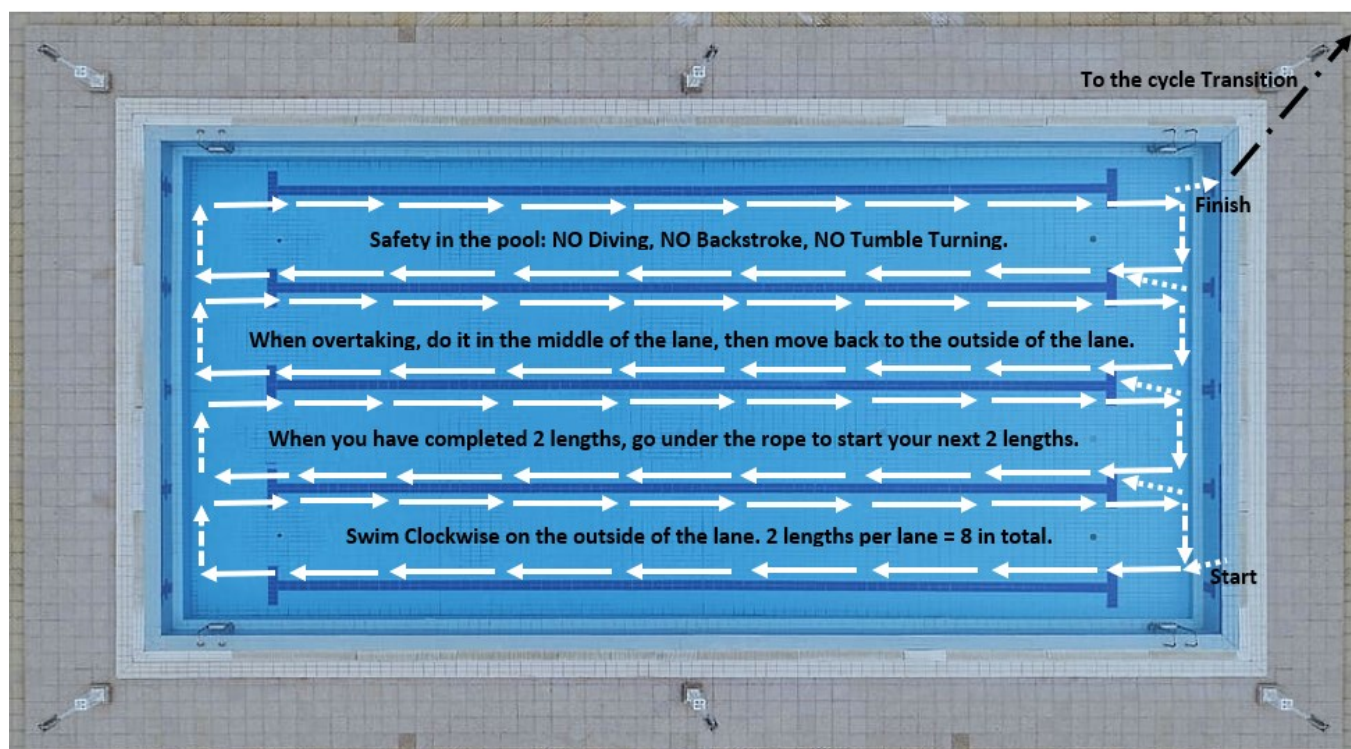 To the cycle Transition
Finish
Safety in the pool: NO Diving, NO Backstroke, NO Tumble Turning.
When overtaking, do it in the middle of the lane, then move back to the outside of the lane.
When you have completed 2 lengths, go under the rope to start your next 2 lengths.
Swim Clockwise on the outside of the lane. 2 lengths per lane = 8 in total.
Start